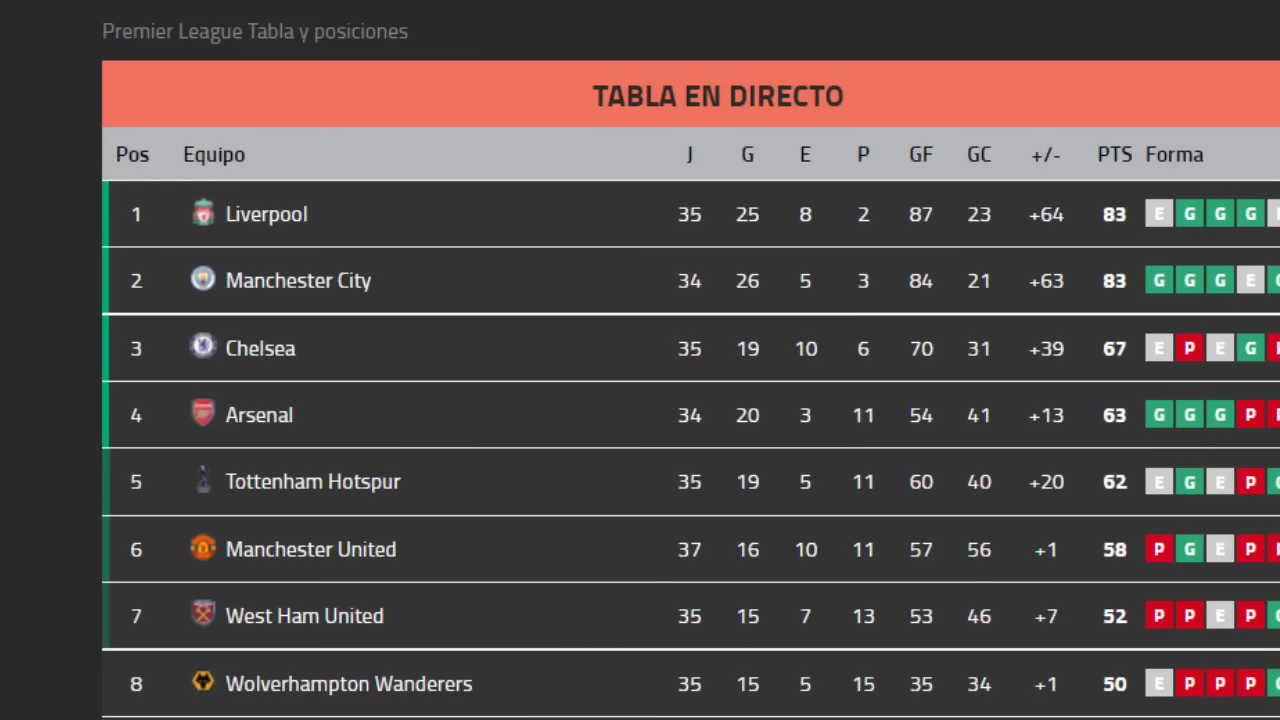 Premier League Tabla y posiciones
TABLA EN DIRECTO
Pos Equipo J G E P GF GC +/- PTS Forma
1 Liverpool 35 25 8 2 87 23 +64 83 E G G G
2 Manchester City 34 26 5 3 84 21 +63 83 G G G E
3 Chelsea 35 19 10 6 70 31 +39 67 E P E G
4 Arsenal 34 20 3 11 54 41 +13 63 G G G P
5 Tottenham Hotspur 35 19 5 11 60 40 +20 62 E G E P
6 Manchester United 37 16 10 11 57 56 +1 58 P G E P
7 West Ham United 35 15 7 13 53 46 +7 52 P P E P
8 Wolverhampton Wanderers 35 15 5 15 35 34 +1 50 E P P P